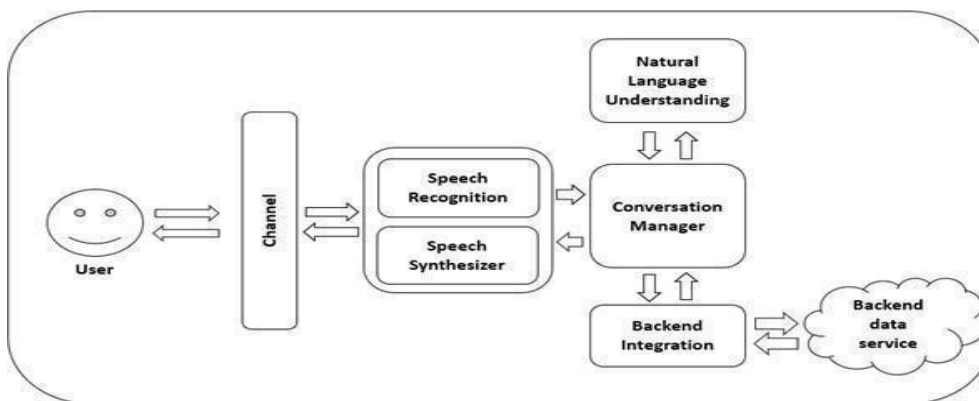 Natural
Language
Understanding
Speech
Recognition
Channel
Conversation
Manager
Speech
Synthesizer
User
Backend
Integration
Backend
data
service